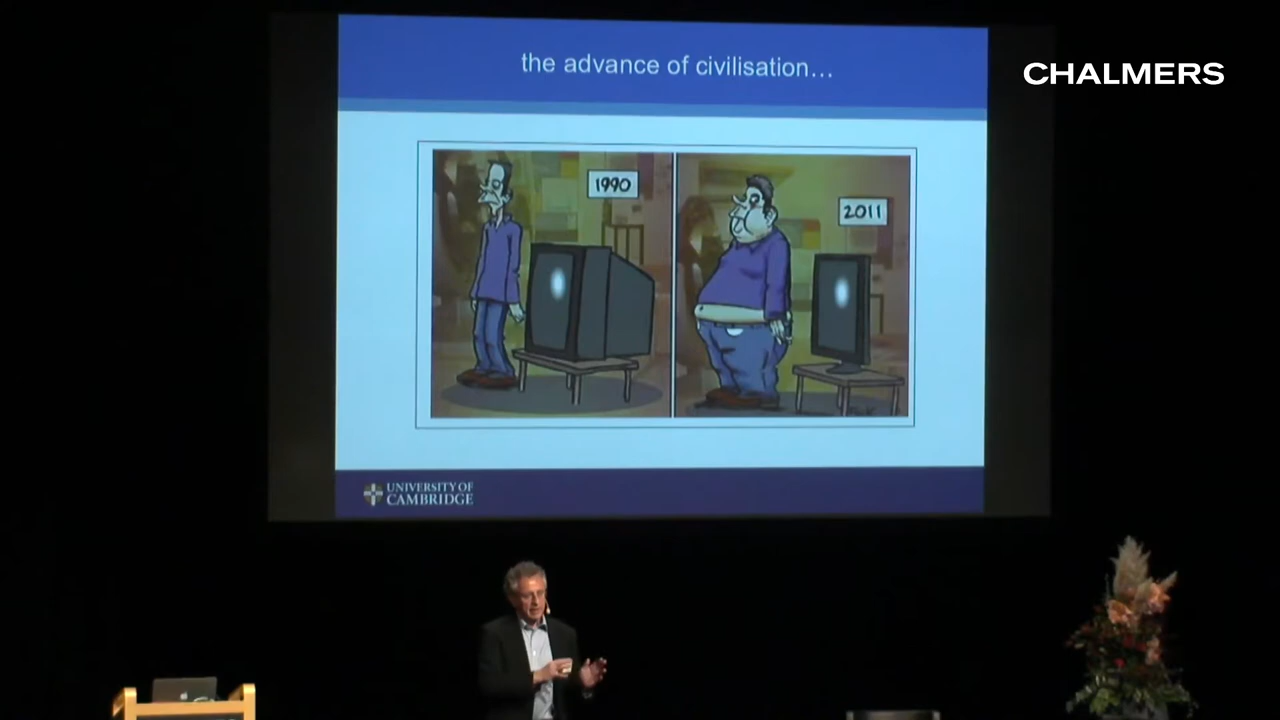 the advance of civilisation...
CHALMERS
1990
2011
UNIVERSITY OF
CAMBRIDGE